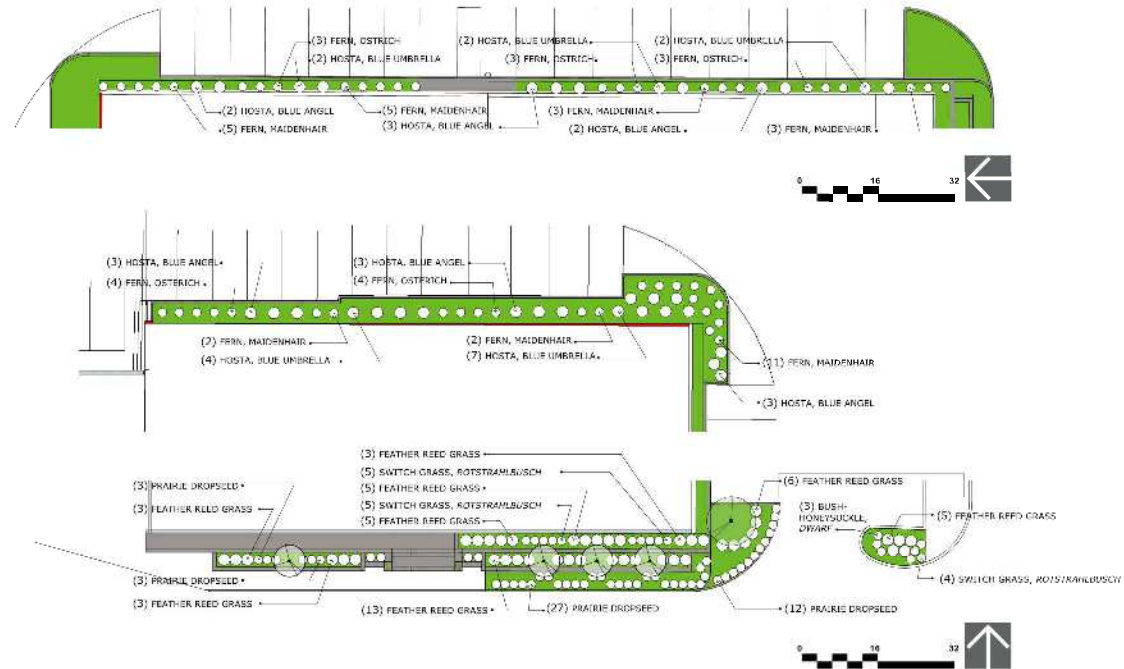 (3) FERN, OSTRICH
(2) HOSTA, BLUE UMBRELLA
(2) HOSTA, BLUE UMBRELLA
(2) HOSTA, BLUE UMBRELLA
(3) FERN, OSTRICH
(3) FERN, OSTRICH
(2) HOSTA, BLUE ANGEL
(5) FERN, MAIDENHAIR
(5) FERN, MAIDENHAIR
(3) HOSTA, BLUE ANGEL
(3) FERN, MAIDENHAIR
(2) HOSTA, BLUE ANGEL
(3) FERN, MAIDENHAIR
0 16 32
(3) HOSTA, BLUE ANGEL
(4) FERN, OSTERICH
(3) HOSTA, BLUE ANGEL
(4) FERN, OSTERICH
(2) FERN, MAIDENHAIR
(4) HOSTA, BLUE UMBRELLA
(2) FERN, MAIDENHAIR
(7) HOSTA, BLUE UMBRELLA
(11) FERN, MAIDENHAIR
(3) HOSTA, BLUE ANGEL
(3) FEATHER REED GRASS
(5) SWITCH GRASS, ROTSTRAHLBUSCH
(5) FEATHER REED GRASS
(5) SWITCH GRASS, ROTSTRAHLBUSCH
(5) FEATHER REED GRASS
(3) PRAIRIE DROPSEED
(3) FEATHER REED GRASS
(6) FEATHER REED GRASS
(3) BUSH-
HONEYSUCKLE,
DWARF
(5) FEATHER REED GRASS
(4) SWITCH GRASS, ROTSTRAHLBUSCH
(3) PRAIRIE DROPSEED
(3) FEATHER REED GRASS
(13) FEATHER REED GRASS
(27) PRAIRIE DROPSEED
(12) PRAIRIE DROPSEED
0 16 32